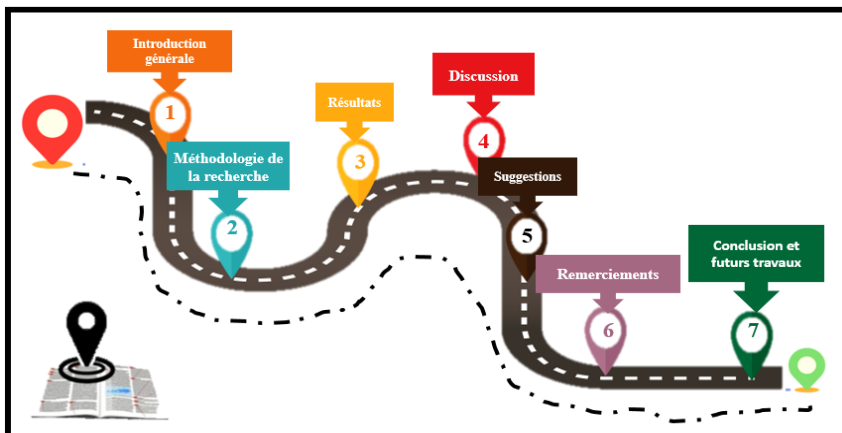 Introduction
générale
1
Méthodologie de
la recherche
2
Résultats
3
Discussion
4
Suggestions
5
Remerciements
6
Conclusion et
futurs travaux
7